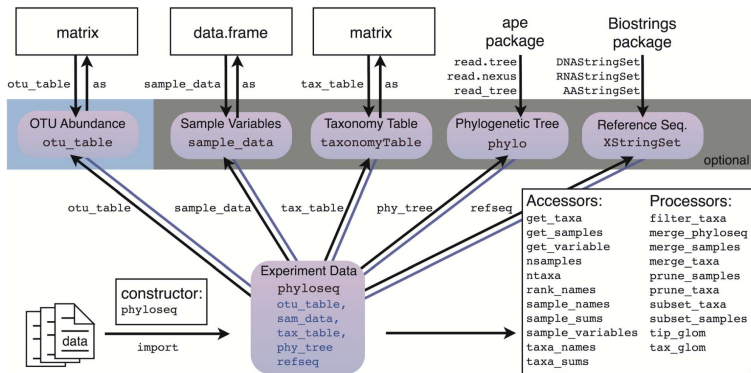 matrix
data.frame
matrix
ape
package
Biostrings
package
otu_table
as
sample_data
as
tax_table
as
read.tree
read.nexus
read_tree
DNAStringSet
RNAStringSet
AAStringSet
OTU Abundance
otu_table
Sample Variables
sample_data
Taxonomy Table
taxonomyTable
Phylogenetic Tree
phylo
Reference Seq.
XStringSet
optional
otu_table
sample_data
tax_table
phy_tree
refseq
Accessors:
get_taxa
get_samples
get_variable
nsamples
ntaxa
rank_names
sample_names
sample_sums
sample_variables
taxa_names
taxa_sums
Processors:
filter_taxa
merge_phyloseq
merge_samples
merge_taxa
prune_samples
prune_taxa
subset_taxa
subset_samples
tip_glom
tax_glom
Experiment Data
phyloseq
otu_table,
sam_data,
tax_table,
phy_tree
refseq
constructor:
phyloseq
data
import